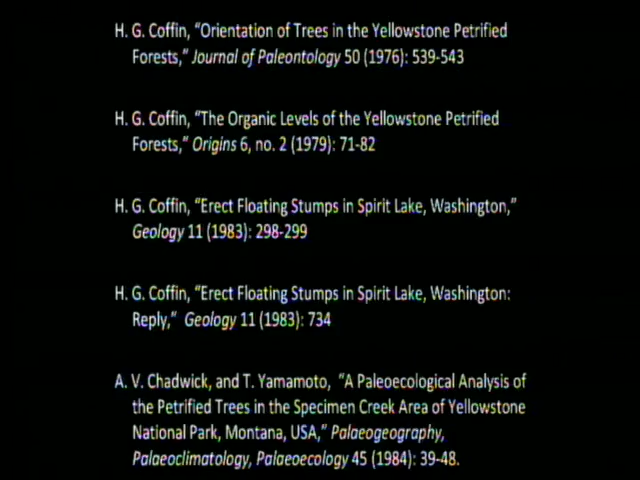 H. G. Coffin, “Orientation of Trees in the Yellowstone Petrified
Forests,” Journal of Paleontology 50 (1976): 539-543
H. G. Coffin, “The Organic Levels of the Yellowstone Petrified
Forests,” Origins 6, no. 2 (1979): 71-82
H. G. Coffin, “Erect Floating Stumps in Spirit Lake, Washington,”
Geology 11 (1983): 298-299
H. G. Coffin, “Erect Floating Stumps in Spirit Lake, Washington:
Reply,” Geology 11 (1983): 734
A. V. Chadwick, and T. Yamamoto, “A Paleoecological Analysis of
the Petrified Trees in the Specimen Creek Area of Yellowstone
National Park, Montana, USA,” Palaeogeography,
Palaeoclimatology, Palaeoecology 45 (1984): 39-48.